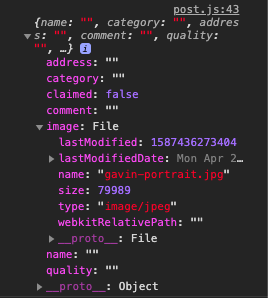 post.js:43
{name: "", category: "", addres
s: "", comment: "", quality:
"", …} i
address: ""
category: ""
claimed: false
comment: ""
image: File
lastModified: 1587436273404
lastModifiedDate: Mon Apr 2…
name: "gavin-portrait.jpg"
size: 79989
type: "image/jpeg"
webkitRelativePath: ""
__proto__: File
name: ""
quality: ""
__proto__: Object